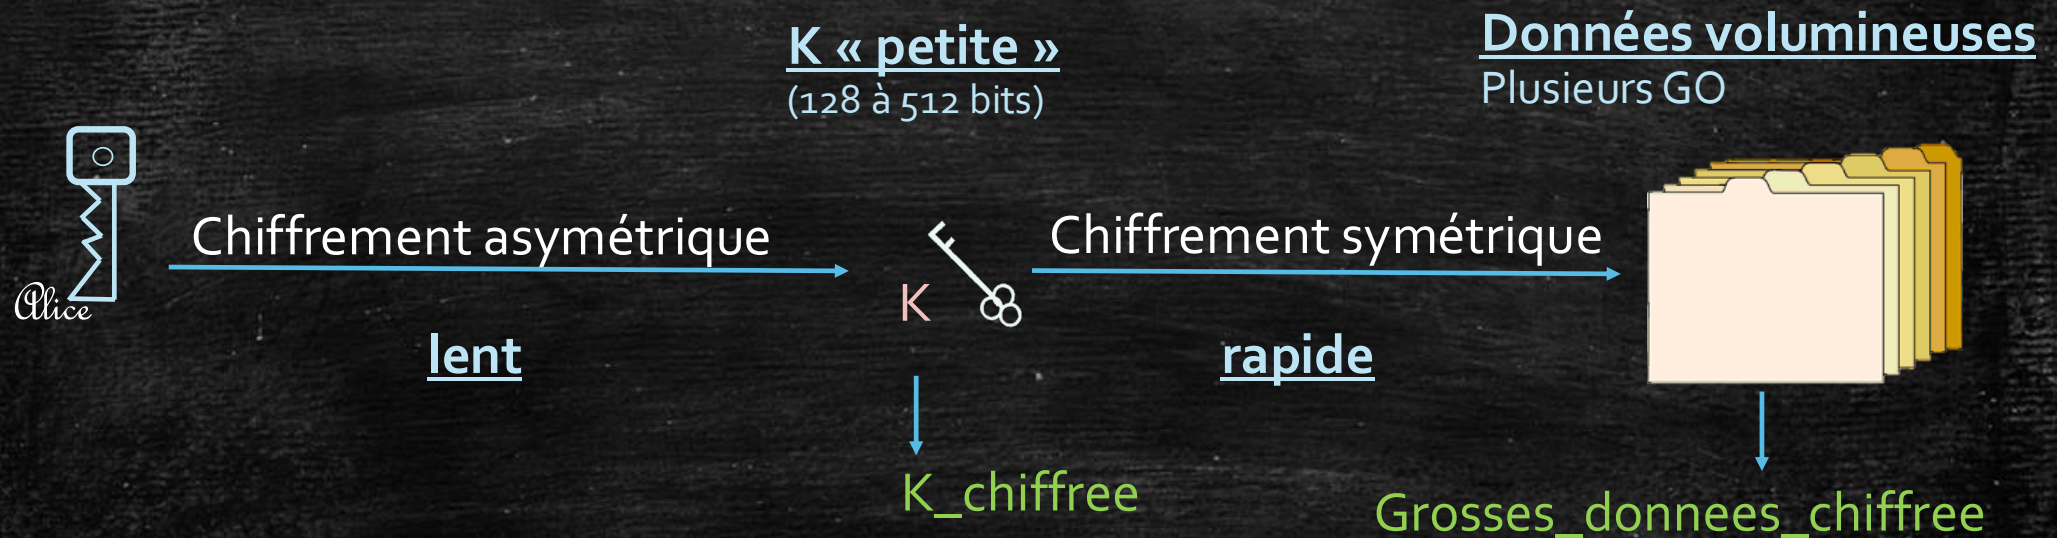 K « petite »
(128 à 512 bits)
Données volumineuses
Plusieurs GO
Alice
Chiffrement asymétrique
lent
K
Chiffrement symétrique
rapide
K_chiffree
Grosses_donnees_chiffree